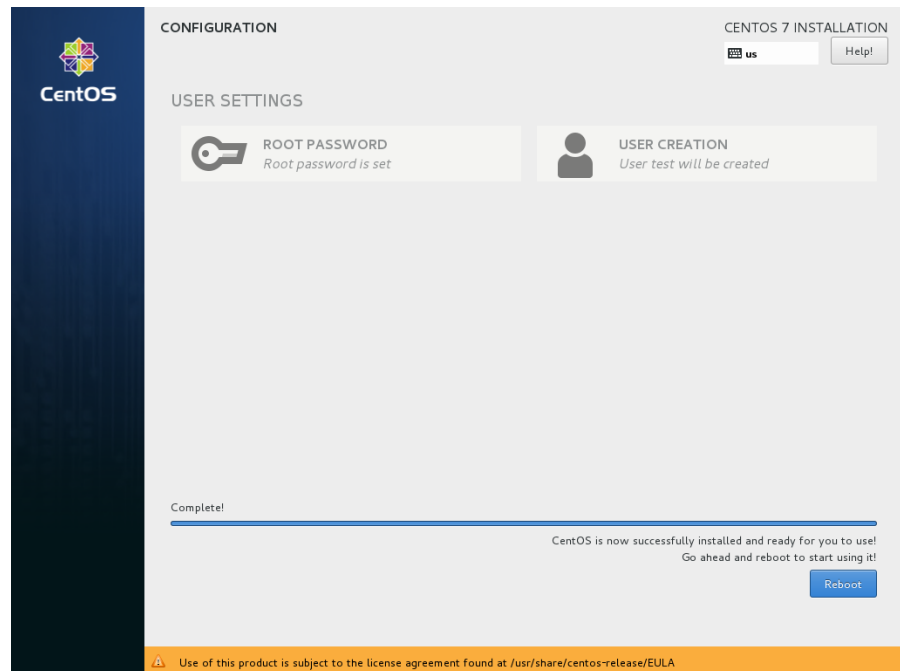 CentOS
CONFIGURATION
CENTOS 7 INSTALLATION
us
Help!
USER SETTINGS
ROOT PASSWORD
Root password is set
USER CREATION
User test will be created
Complete!
CentOS is now successfully installed and ready for you to use!
Go ahead and reboot to start using it!
Reboot
Use of this product is subject to the license agreement found at /usr/share/centos-release/EULA